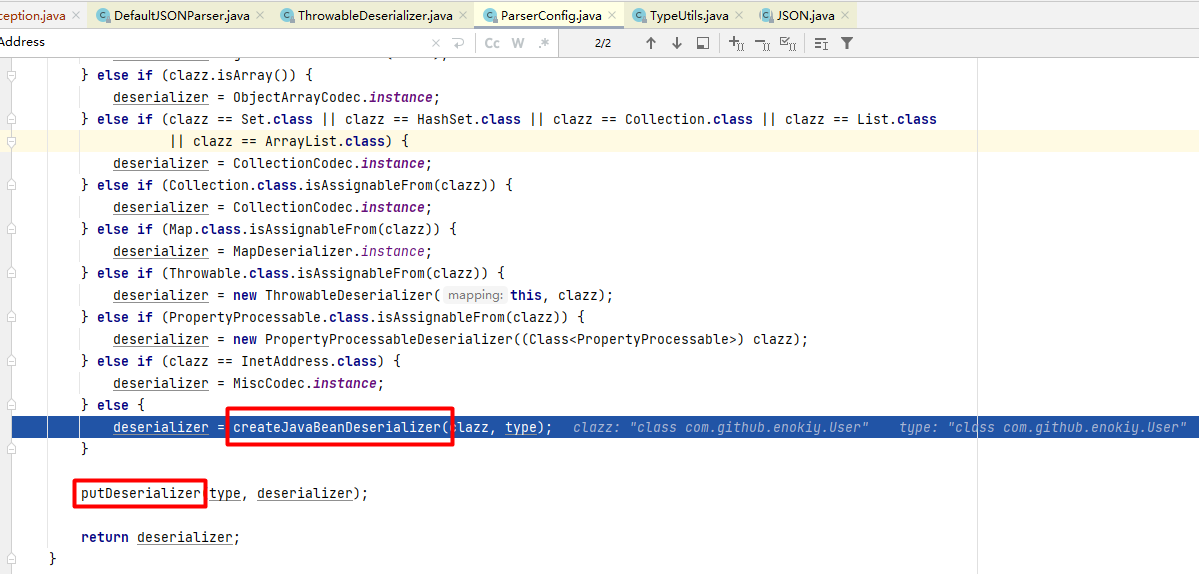 ception.java × DefaultJSONParser.java × ThrowableDeserializer.java × ParserConfig.java × TypeUtils.java × JSON.java ×
Address × Cc W .* 2/2
} else if (clazz.isArray()) {
deserializer = ObjectArrayCodec.instance;
} else if (clazz == Set.class || clazz == HashSet.class || clazz == Collection.class || clazz == List.class
|| clazz == ArrayList.class) {
deserializer = CollectionCodec.instance;
} else if (Collection.class.isAssignableFrom(clazz)) {
deserializer = CollectionCodec.instance;
} else if (Map.class.isAssignableFrom(clazz)) {
deserializer = MapDeserializer.instance;
} else if (Throwable.class.isAssignableFrom(clazz)) {
deserializer = new ThrowableDeserializer( mapping: this, clazz);
} else if (PropertyProcessable.class.isAssignableFrom(clazz)) {
deserializer = new PropertyProcessableDeserializer((Class<PropertyProcessable>) clazz);
} else if (clazz == InetAddress.class) {
deserializer = MiscCodec.instance;
} else {
deserializer = createJavaBeanDeserializer(clazz, type); clazz: "class com.github.enokiy.User" type: "class com.github.enokiy.User"
}
putDeserializer(type, deserializer);
return deserializer;
}